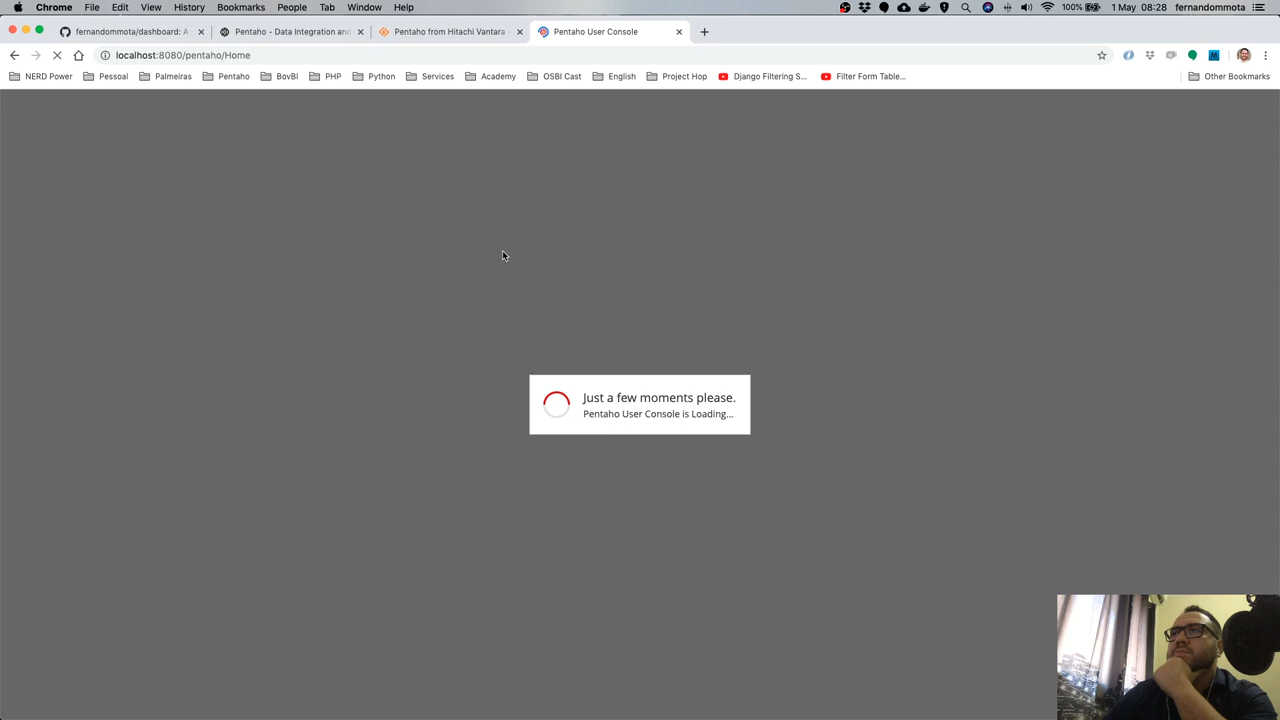 Chrome File Edit View History Bookmarks People Tab Window Help 100% 1 May 08:28 fernandommota
fernandommota/dashboard: A Pentaho - Data Integration and Pentaho from Hitachi Vantara - Pentaho User Console
localhost:8080/pentaho/Home
NERD Power Pessoal Palmeiras Pentaho BovBI PHP Python Services Academy OSBI Cast English Project Hop Django Filtering S... Filter Form Table... Other Bookmarks
Just a few moments please.
Pentaho User Console is Loading...